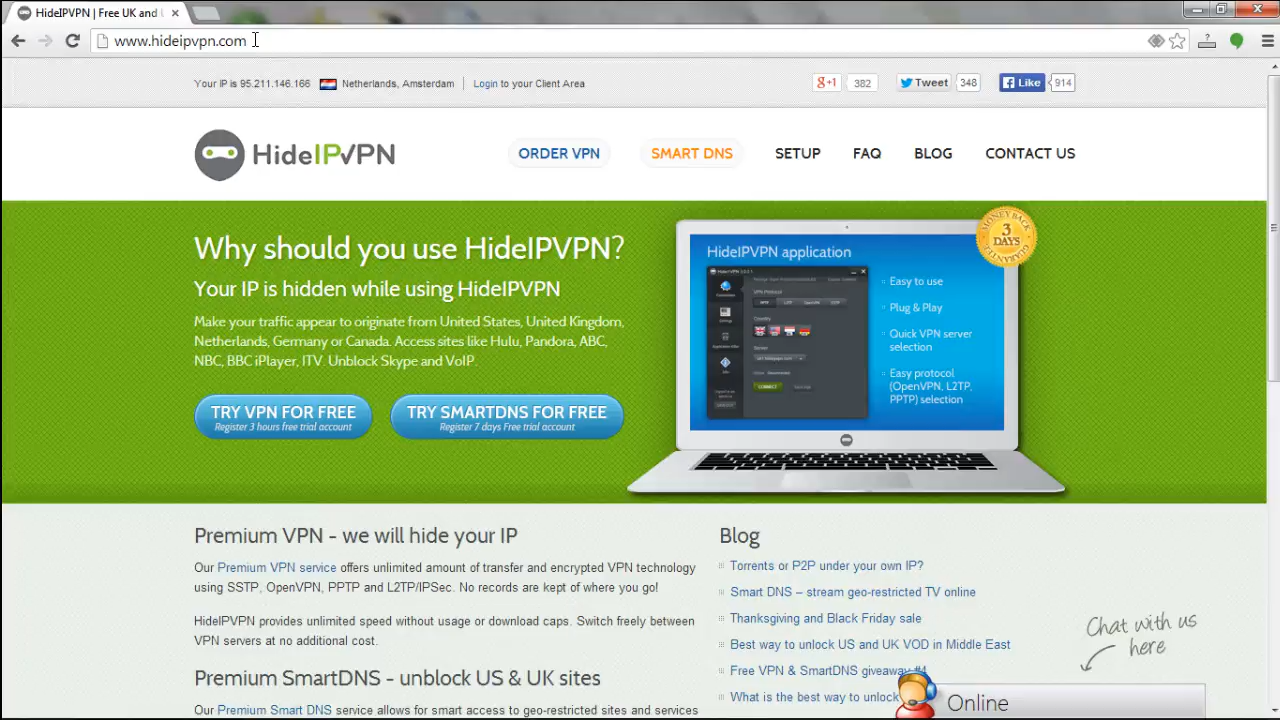 HideIPVPN | Free UK and U
www.hideipvpn.com
Your IP is 95.211.146.166 Netherlands, Amsterdam Login to your Client Area
+1 382 Tweet 348 Like 914
HideIPVPN
ORDER VPN SMART DNS SETUP FAQ BLOG CONTACT US
Why should you use HideIPVPN?
Your IP is hidden while using HideIPVPN
Make your traffic appear to originate from United States, United Kingdom,
Netherlands, Germany or Canada. Access sites like Hulu, Pandora, ABC,
NBC, BBC iPlayer, ITV. Unblock Skype and VoIP.
TRY VPN FOR FREE
Register 3 hours free trial account
TRY SMARTDNS FOR FREE
Register 7 days Free trial account
MONEY BACK
3
DAYS
HideIPVPN application
Easy to use
Plug & Play
Quick VPN server
selection
Easy protocol
(OpenVPN, L2TP,
PPTP) selection
CONNECT
Premium VPN - we will hide your IP
Our Premium VPN service offers unlimited amount of transfer and encrypted VPN technology
using SSTP, OpenVPN, PPTP and L2TP/IPSec. No records are kept of where you go!
HideIPVPN provides unlimited speed without usage or download caps. Switch freely between
VPN servers at no additional cost.
Premium SmartDNS - unblock US & UK sites
Our Premium Smart DNS service allows for smart access to geo-restricted sites and services
Blog
Torrents or P2P under your own IP?
Smart DNS – stream geo-restricted TV online
Thanksgiving and Black Friday sale
Best way to unlock US and UK VOD in Middle East
Free VPN & SmartDNS giveaway #4
What is the best way to unlock
Chat with us
here
Online